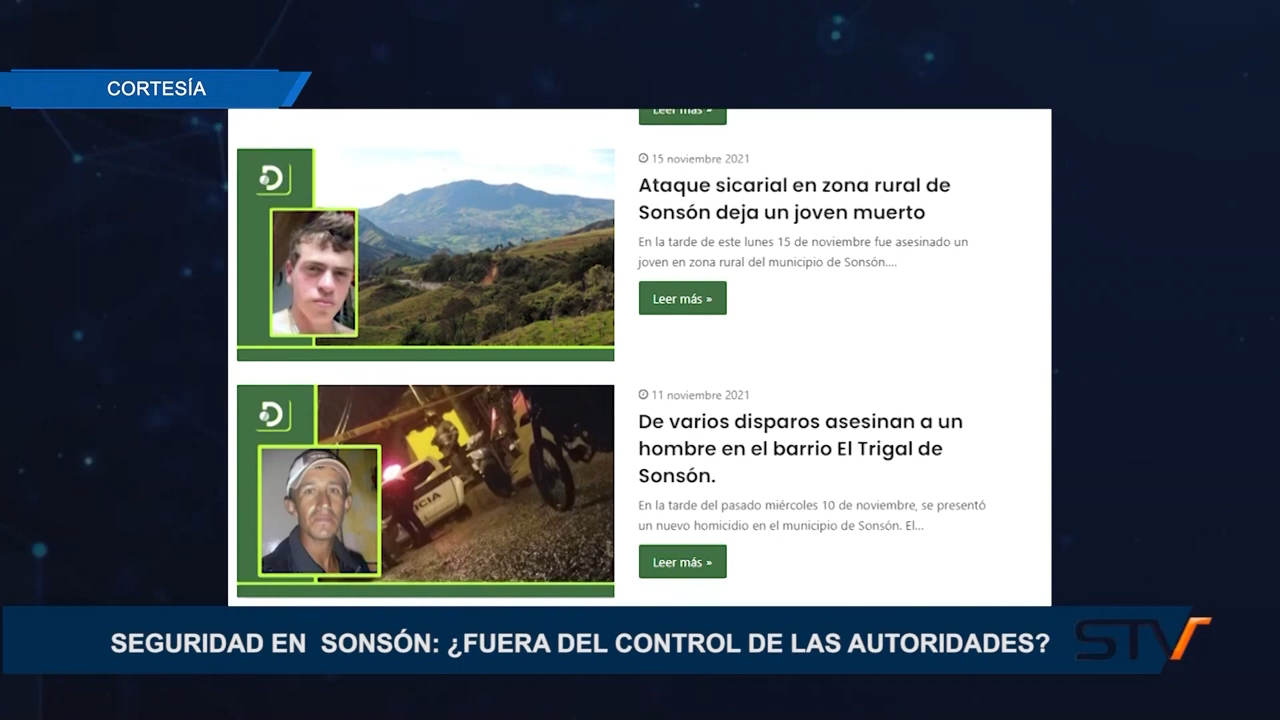 CORTESÍA
Leer más »
15 noviembre 2021
Ataque sicarial en zona rural de
Sonsón deja un joven muerto
En la tarde de este lunes 15 de noviembre fue asesinado un
joven en zona rural del municipio de Sonsón....
Leer más »
11 noviembre 2021
De varios disparos asesinan a un
hombre en el barrio El Trigal de
Sonsón.
En la tarde del pasado miércoles 10 de noviembre, se presentó
un nuevo homicidio en el municipio de Sonsón. El...
Leer más »
D
D
CIA
SEGURIDAD EN  SONSÓN: ¿FUERA DEL CONTROL DE LAS AUTORIDADES?
STV